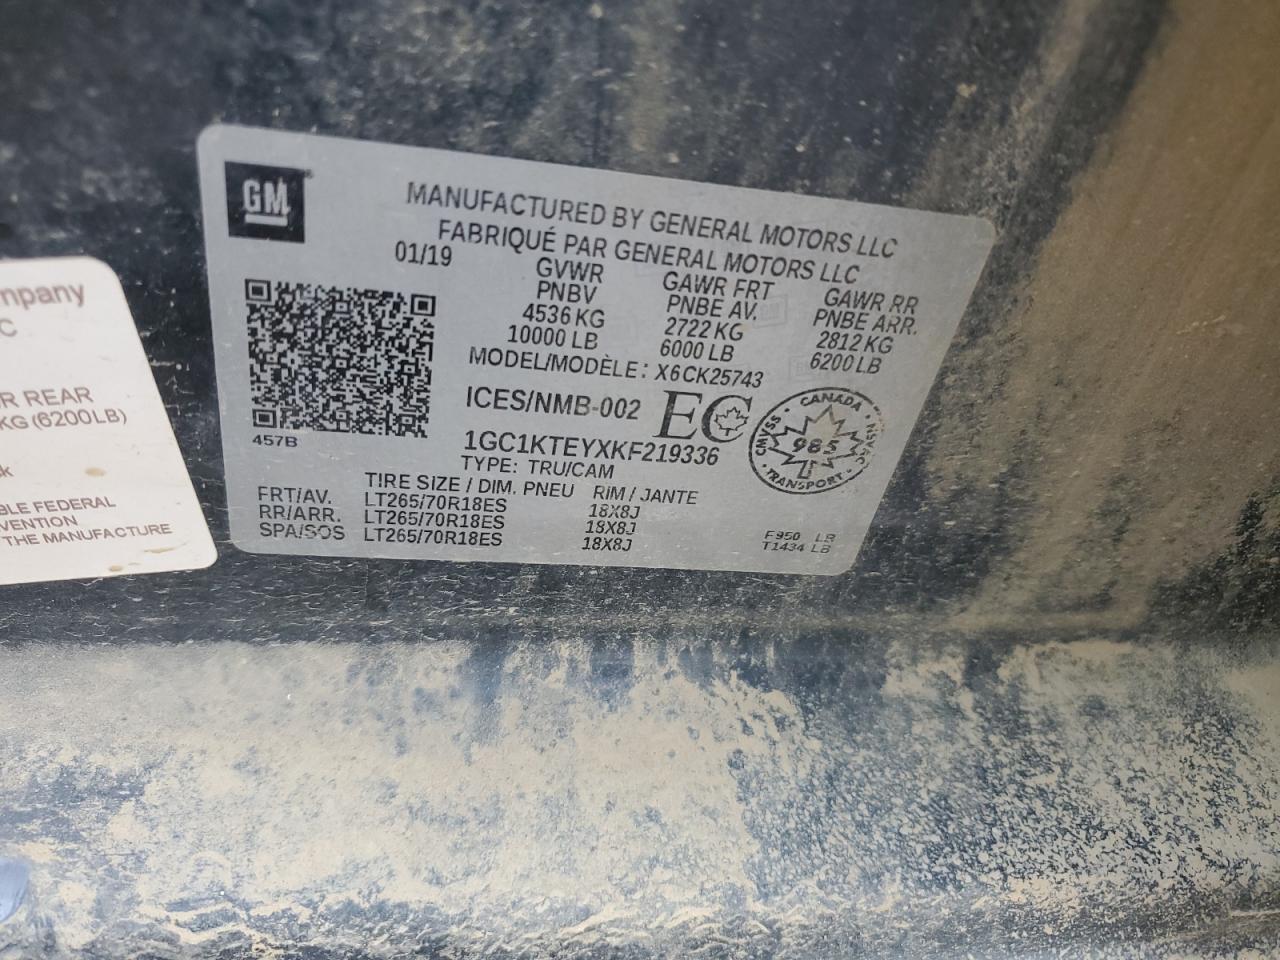 GM
MANUFACTURED BY GENERAL MOTORS LLC
FABRIQUÉ PAR GENERAL MOTORS LLC
01/19
GVWR GAWR FRT GAWR RR
PNBV PNBE AV. PNBE ARR.
4536 KG 2722 KG 2812 KG
10000 LB 6000 LB 6200 LB
MODEL/MODÈLE: X6CK25743
ICES/NMB-002 EC
CANADA
CMVSS 985 NSVAC
TRANSPORT
457B
1GC1KTEYXKF219336
TYPE: TRU/CAM
TIRE SIZE / DIM. PNEU RIM / JANTE
FRT/AV. LT265/70R18ES 18X8J
RR/ARR. LT265/70R18ES 18X8J
SPA/SOS LT265/70R18ES 18X8J
F950 LB
T1434 LB
mpany
C
R REAR
KG (6200LB)
k
BLE FEDERAL
VENTION
THE MANUFACTURE